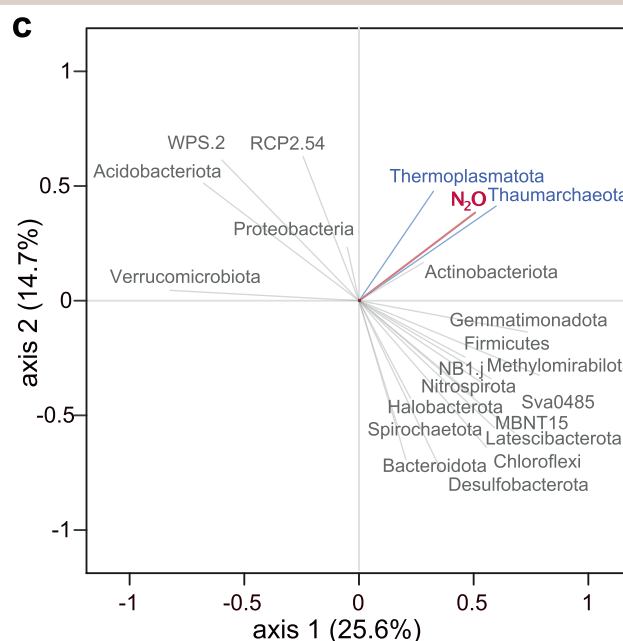 c
1
0.5
0
-0.5
-1
axis 2 (14.7%)
WPS.2
RCP2.54
Acidobacteriota
Thermoplasmatota
N2O
Thaumarchaeota
Proteobacteria
Verrucomicrobiota
Actinobacteriota
Gemmatimonadota
Firmicutes
NB1.j
Methylomirabilot
Nitrospirota
Halobacterota
Sva0485
Spirochaetota
MBNT15
Latescibacterota
Bacteroidota
Chloroflexi
Desulfobacterota
-1
-0.5
0
0.5
1
axis 1 (25.6%)